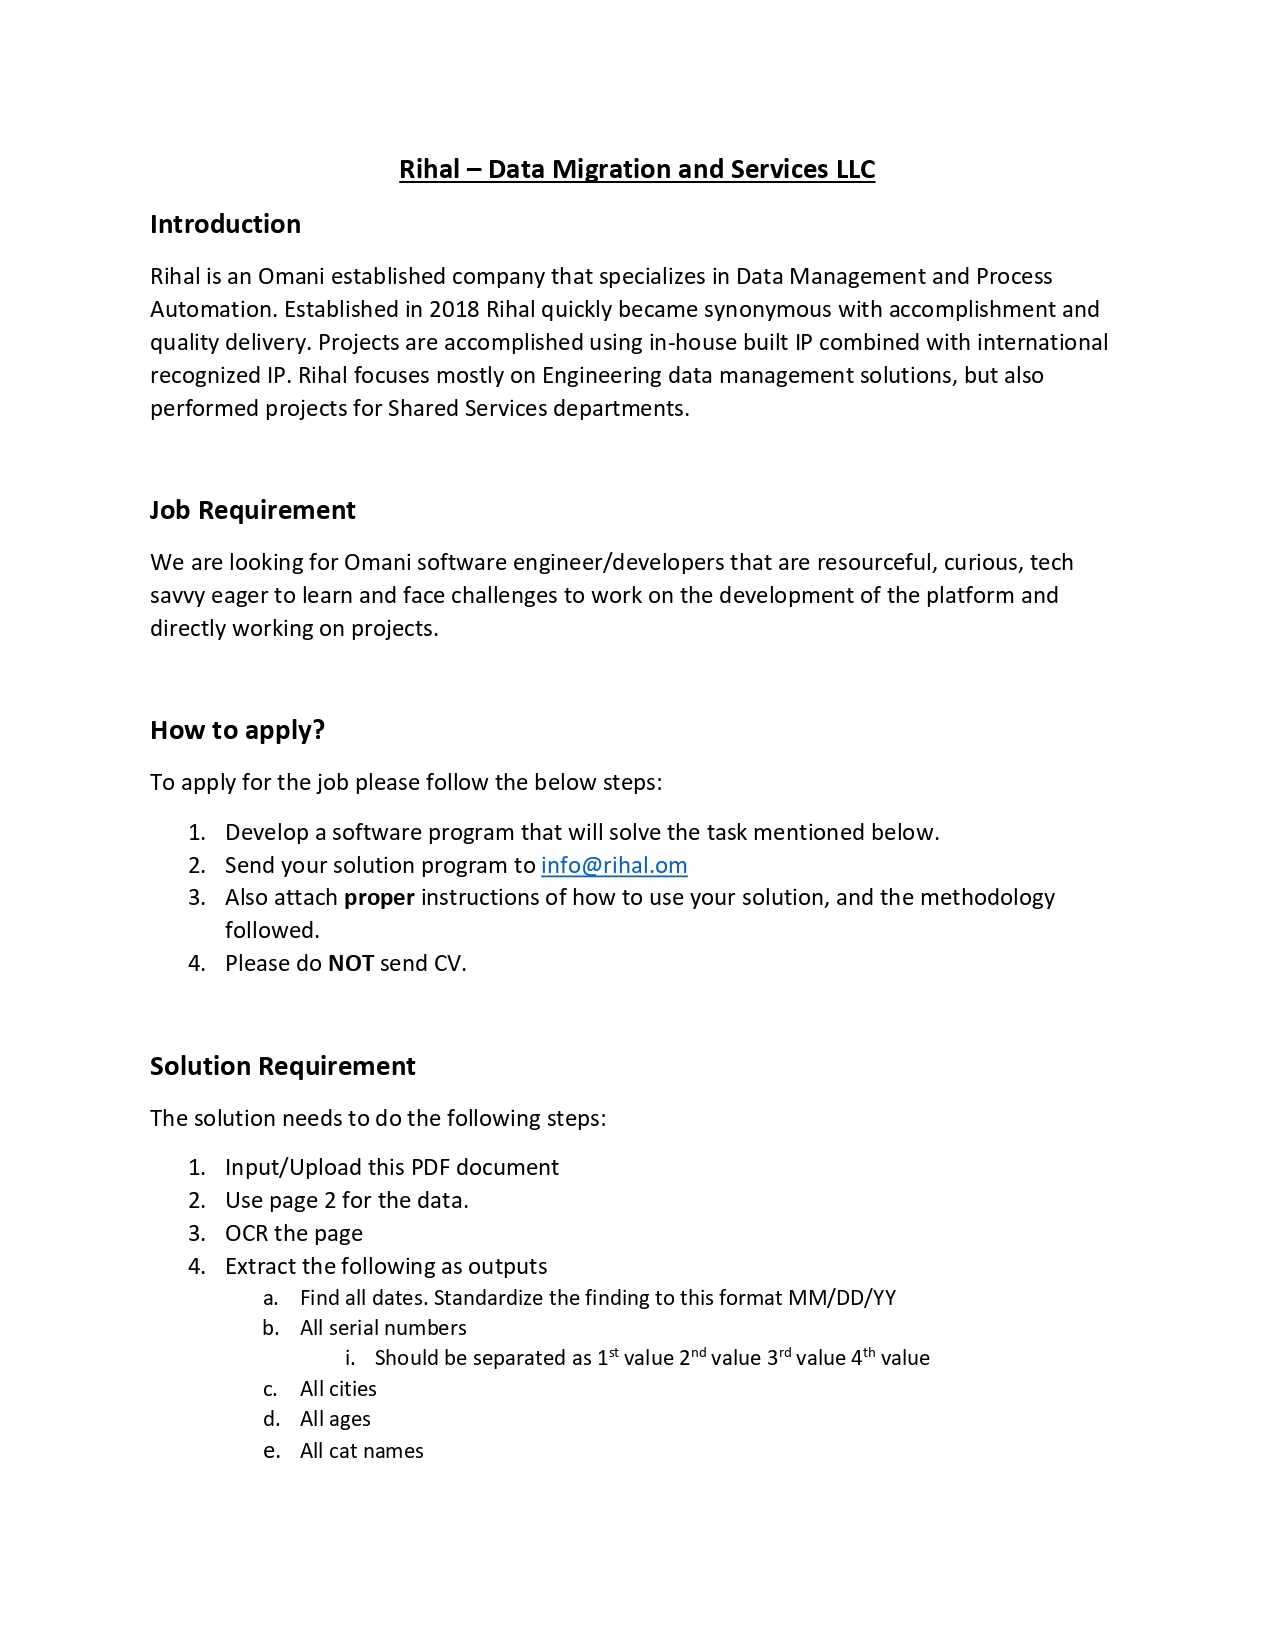 Rihal – Data Migration and Services LLC
Introduction
Rihal is an Omani established company that specializes in Data Management and Process
Automation. Established in 2018 Rihal quickly became synonymous with accomplishment and
quality delivery. Projects are accomplished using in-house built IP combined with international
recognized IP. Rihal focuses mostly on Engineering data management solutions, but also
performed projects for Shared Services departments.
Job Requirement
We are looking for Omani software engineer/developers that are resourceful, curious, tech
savvy eager to learn and face challenges to work on the development of the platform and
directly working on projects.
How to apply?
To apply for the job please follow the below steps:
1. Develop a software program that will solve the task mentioned below.
2. Send your solution program to info@rihal.om
3. Also attach proper instructions of how to use your solution, and the methodology
followed.
4. Please do NOT send CV.
Solution Requirement
The solution needs to do the following steps:
1. Input/Upload this PDF document
2. Use page 2 for the data.
3. OCR the page
4. Extract the following as outputs
a. Find all dates. Standardize the finding to this format MM/DD/YY
b. All serial numbers
i. Should be separated as 1st value 2nd value 3rd value 4th value
c. All cities
d. All ages
e. All cat names